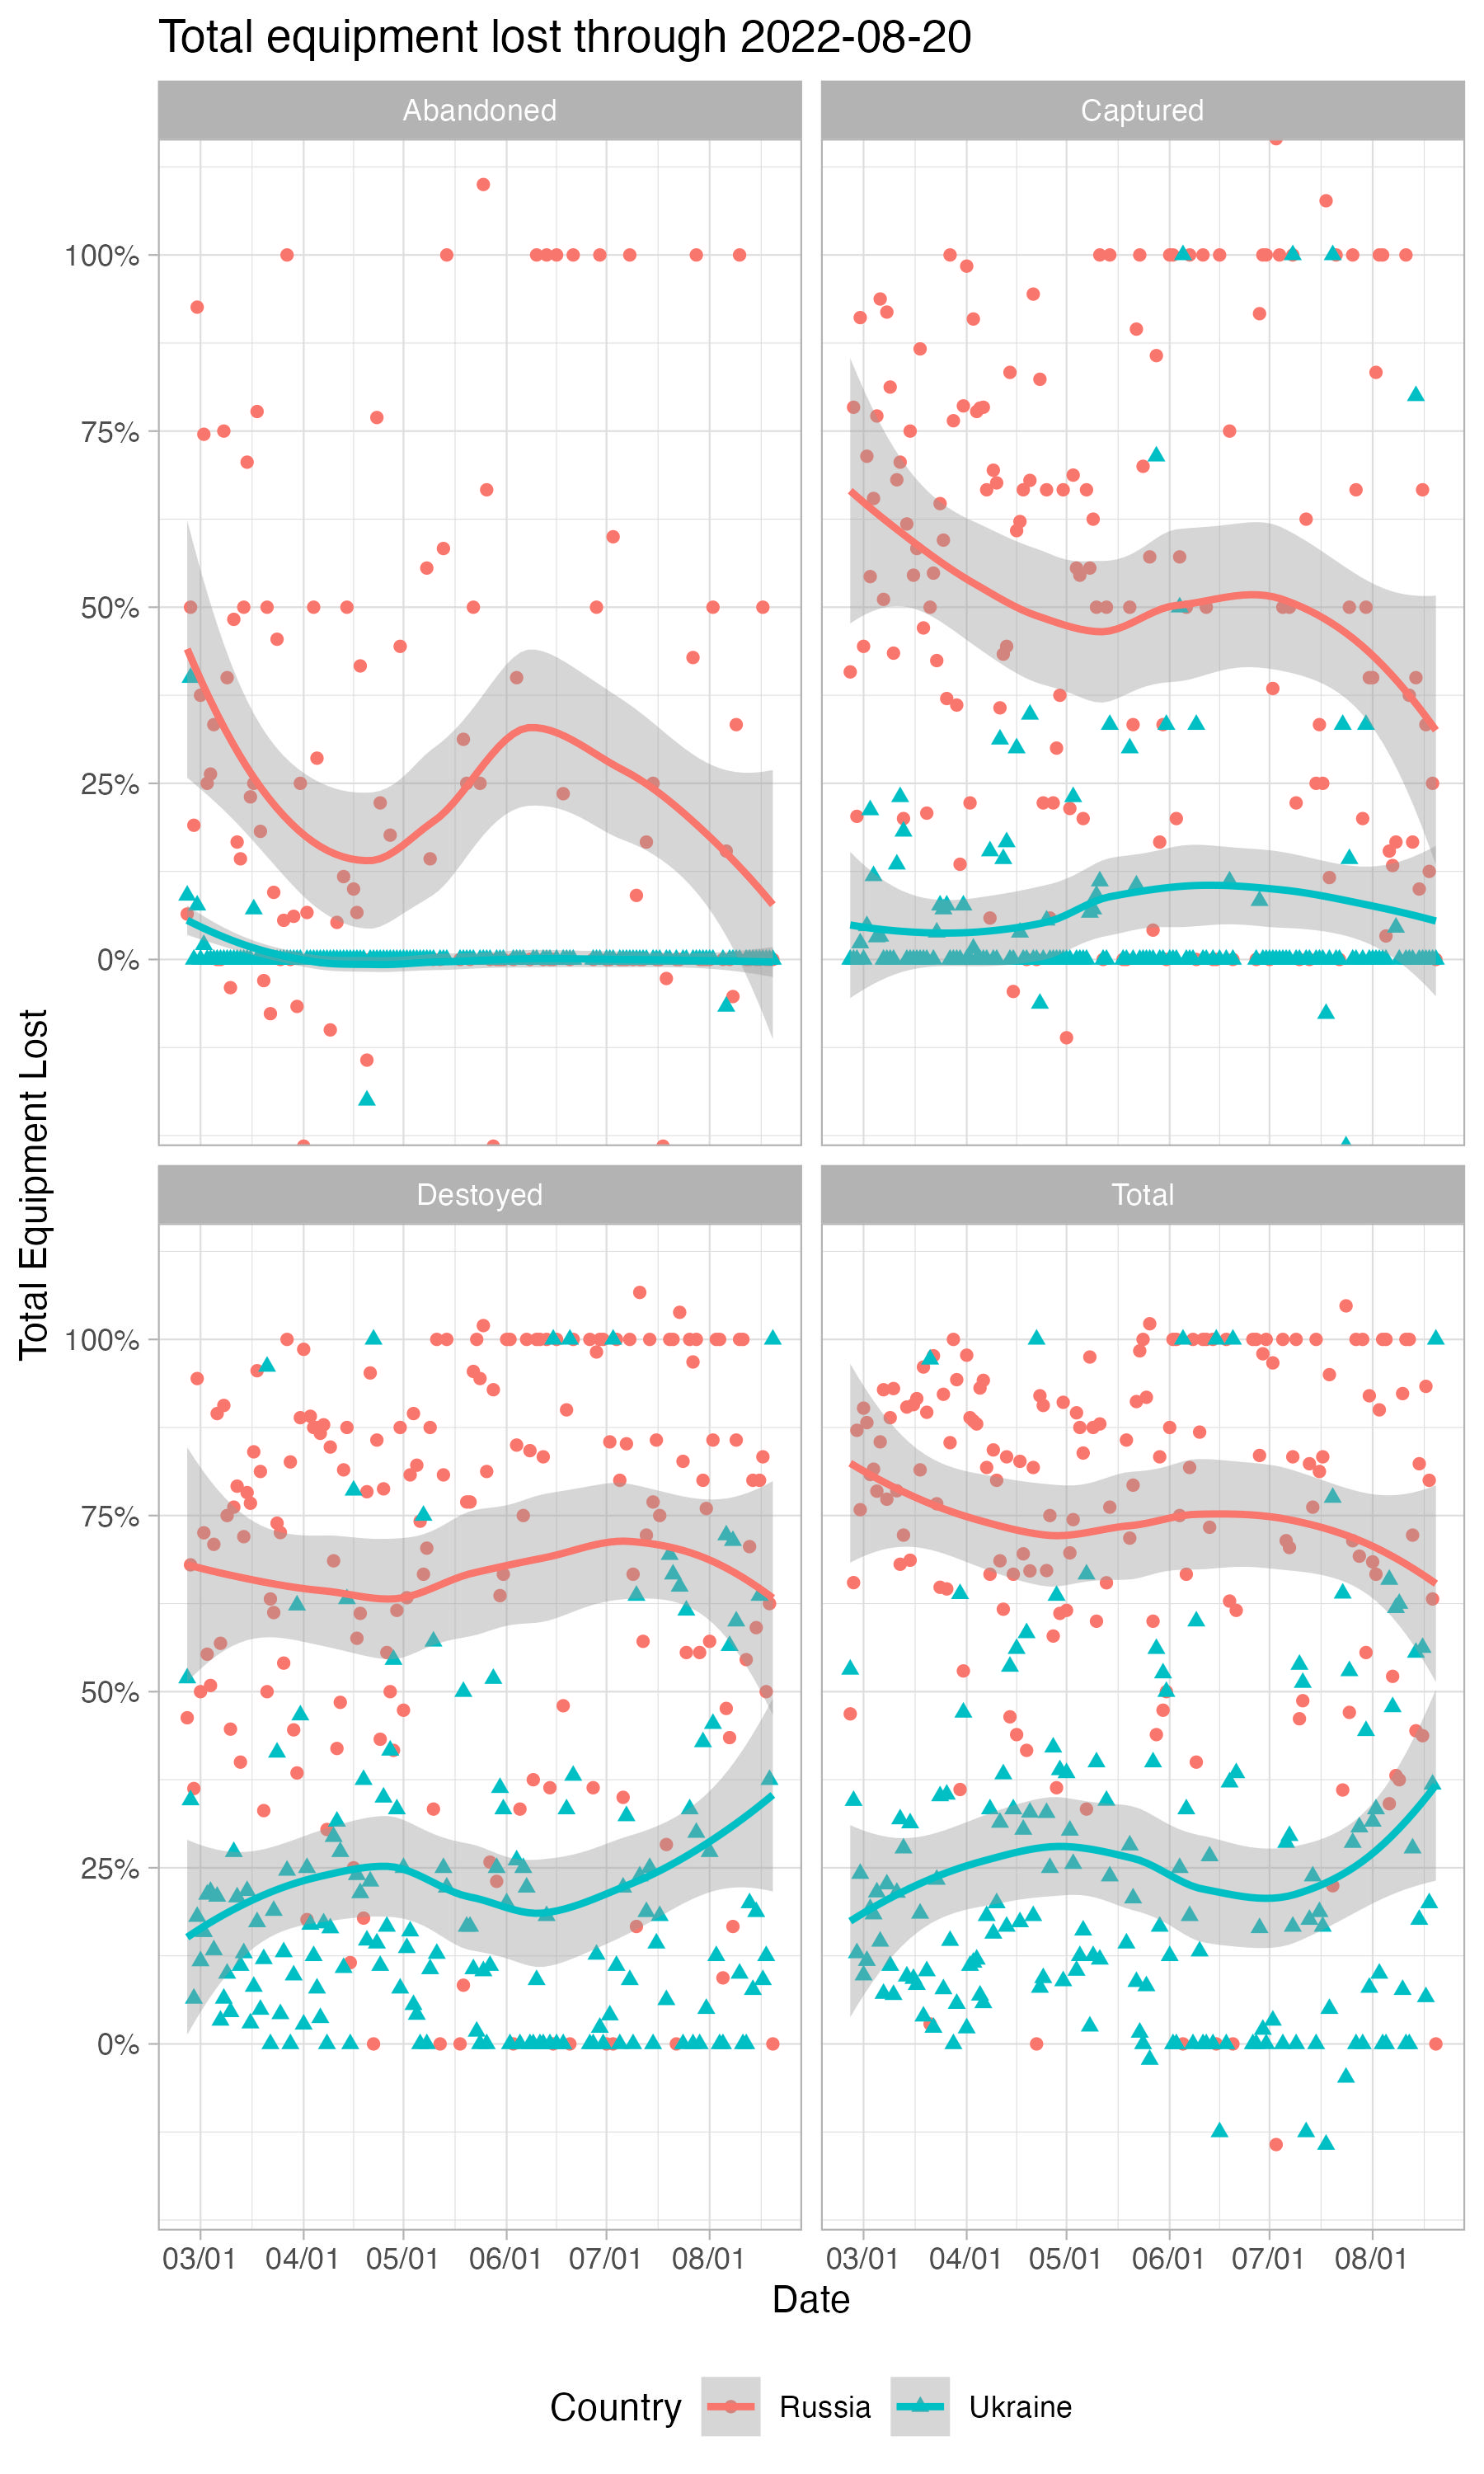 Total equipment lost through 2022-08-20
Abandoned
Captured
100%
75%
50%
25%
0%
Total Equipment Lost
Destoyed
Total
100%
75%
50%
25%
0%
03/01 04/01 05/01 06/01 07/01 08/01
03/01 04/01 05/01 06/01 07/01 08/01
Date
Country Russia Ukraine